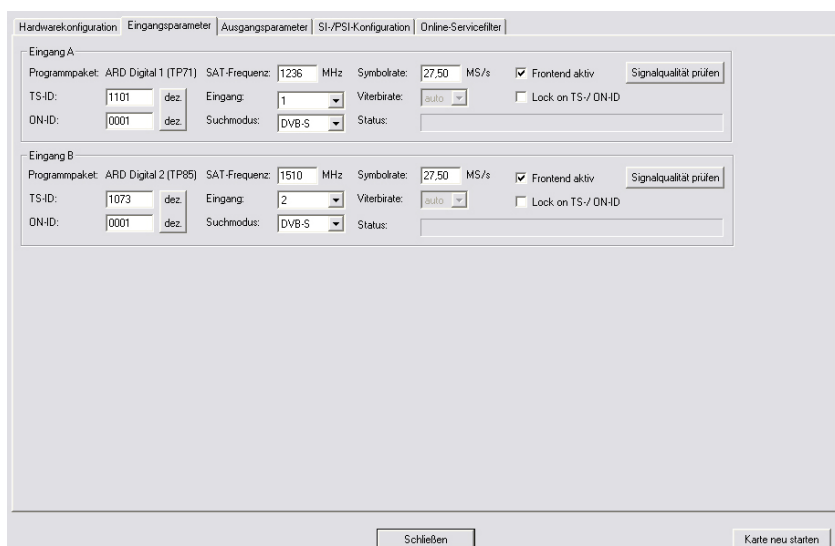 Hardwarekonfiguration Eingangsparameter Ausgangsparameter SI-/PSI-Konfiguration Online-Servicefilter
Eingang A
Programmpaket: ARD Digital 1 (TP71) SAT-Frequenz: 1236 MHz Symbolrate: 27,50 MS/s Frontend aktiv Signalqualität prüfen
TS-ID: 1101 dez. Eingang: 1 Viterbirate: auto Lock on TS-/ ON-ID
ON-ID: 0001 dez. Suchmodus: DVB-S Status:
Eingang B
Programmpaket: ARD Digital 2 (TP85) SAT-Frequenz: 1510 MHz Symbolrate: 27,50 MS/s Frontend aktiv Signalqualität prüfen
TS-ID: 1073 dez. Eingang: 2 Viterbirate: auto Lock on TS-/ ON-ID
ON-ID: 0001 dez. Suchmodus: DVB-S Status:
Schließen Karte neu starten